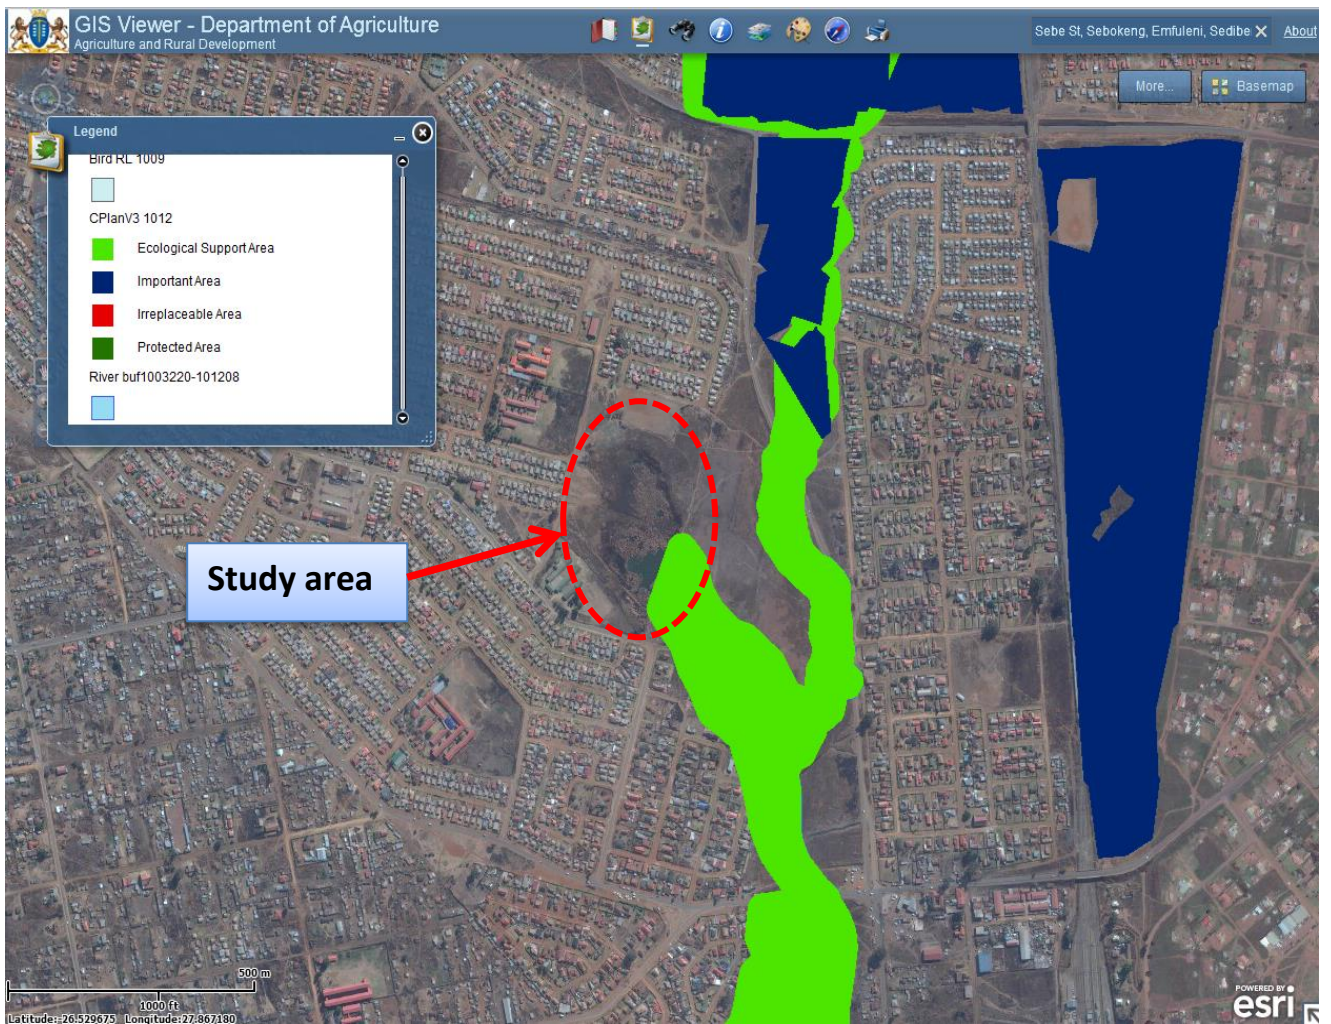 GIS Viewer - Department of Agriculture
Agriculture and Rural Development
Sebe St, Sebokeng, Emfuleni, Sedibe
About
More...
Basemap
Legend
Bird RL 1009
CPlanV3 1012
Ecological Support Area
Important Area
Irreplaceable Area
Protected Area
River buf1003220-101208
Study area
500 m
1000 ft
Latitude:-26.529675 Longitude:27.867180
POWERED BY
esri